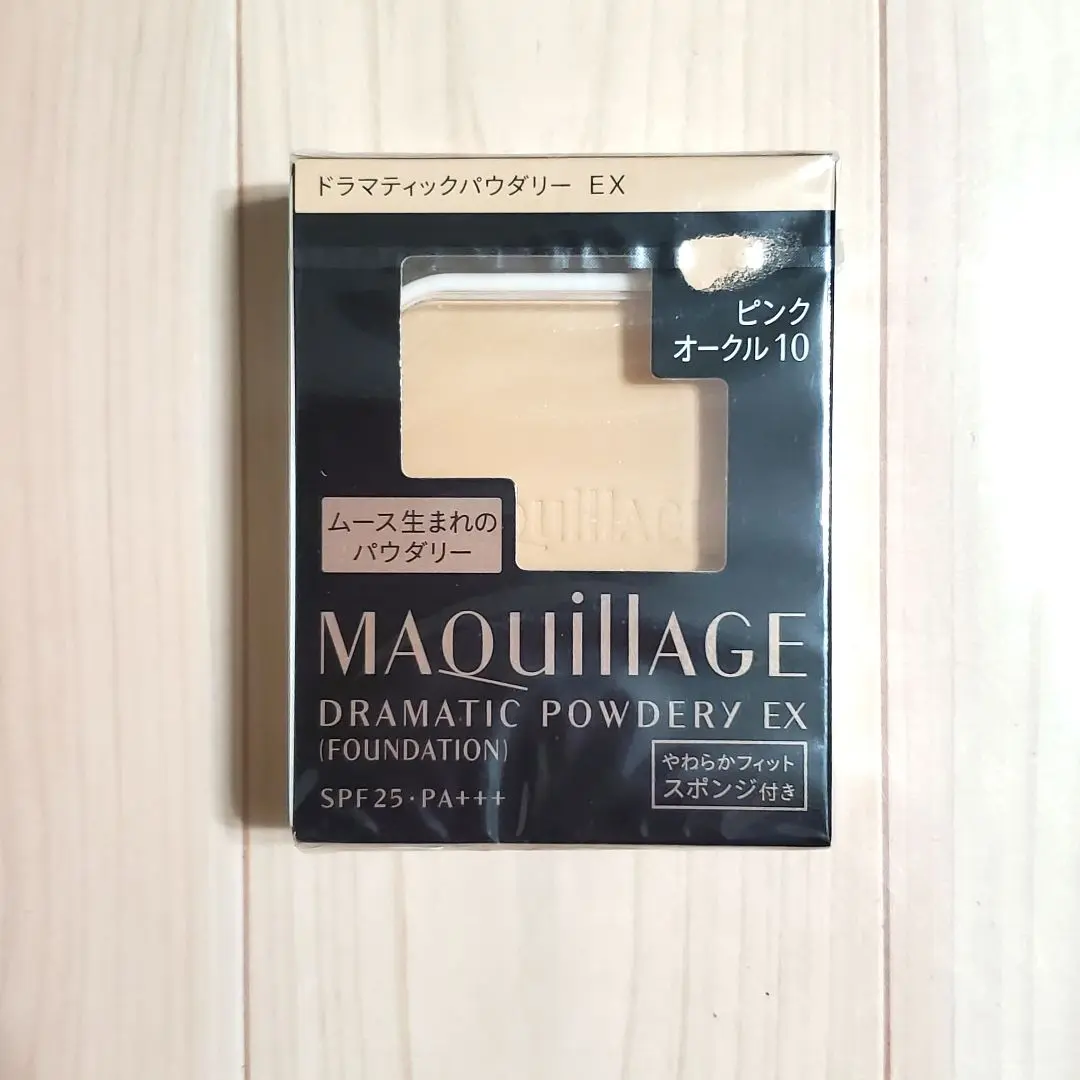 ドラマティックパウダリー EX
ピンク
オークル10
QUillAG
ムース生まれの
パウダリー
MAQuillAGE
DRAMATIC POWDERY EX
(FOUNDATION)
やわらかフィット
スポンジ付き
SPF25・PA+++